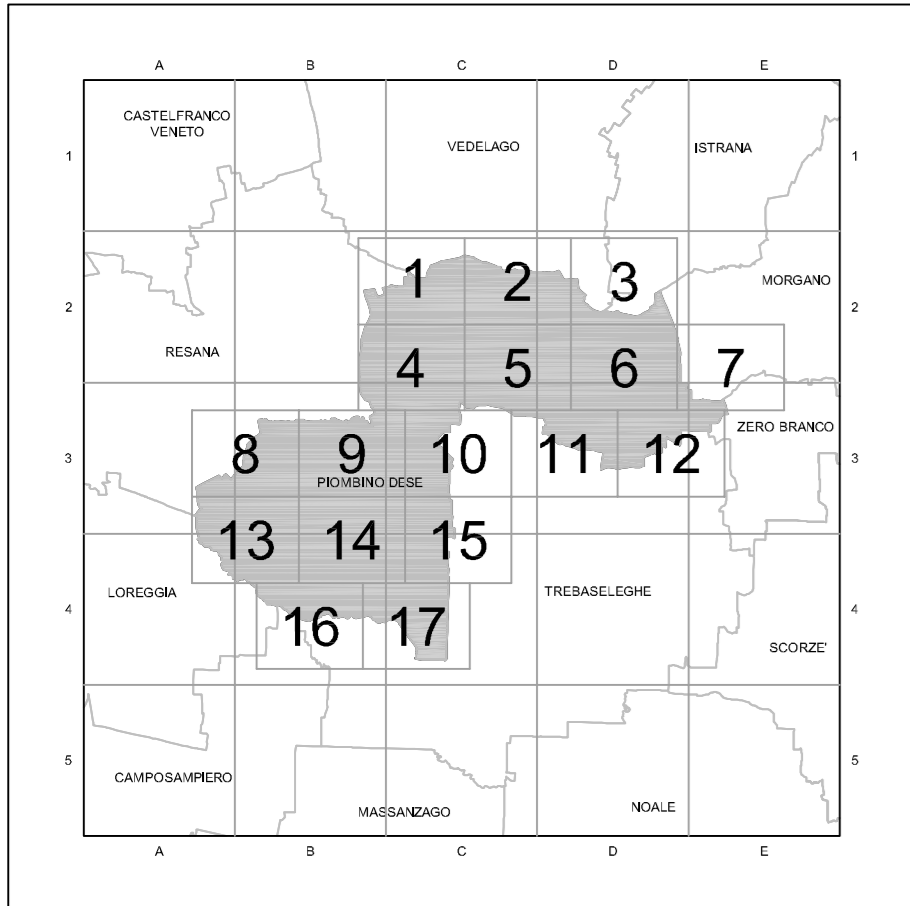 A B C D E
CASTELFRANCO
VENETO
VEDELAGO
ISTRANA
1 1
1 2 3
MORGANO
2 2
RESANA
4 5 6 7
ZERO BRANCO
3 8 9 10 11 12 3
PIOMBINO DESE
13 14 15
LOREGGIA
TREBASELEGHE
4 4
16 17
SCORZE'
5 5
CAMPOSAMPIERO
NOALE
MASSANZAGO
A B C D E